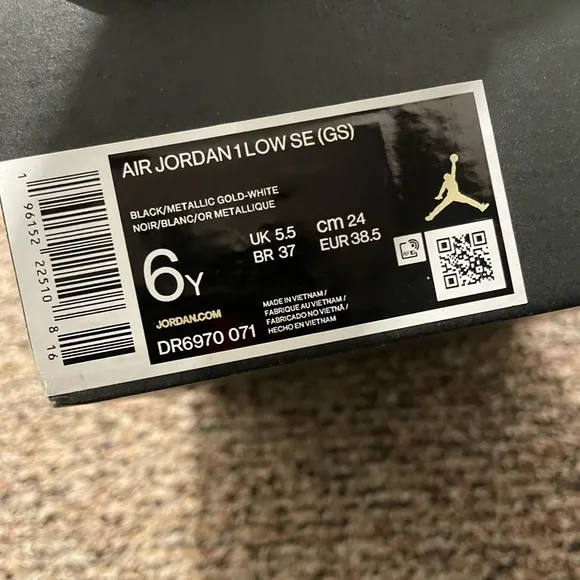 AIR JORDAN 1 LOW SE (GS)
BLACK/METALLIC GOLD-WHITE
NOIR/BLANC/OR METALLIQUE
6Y
UK 5.5
BR 37
cm 24
EUR 38.5
JORDAN.COM
DR6970 071
MADE IN VIETNAM /
FABRIQUE AU VIETNAM /
FABRICADO NO VIETNÃ /
HECHO EN VIETNAM
RFID
1 96152 22510 8 16